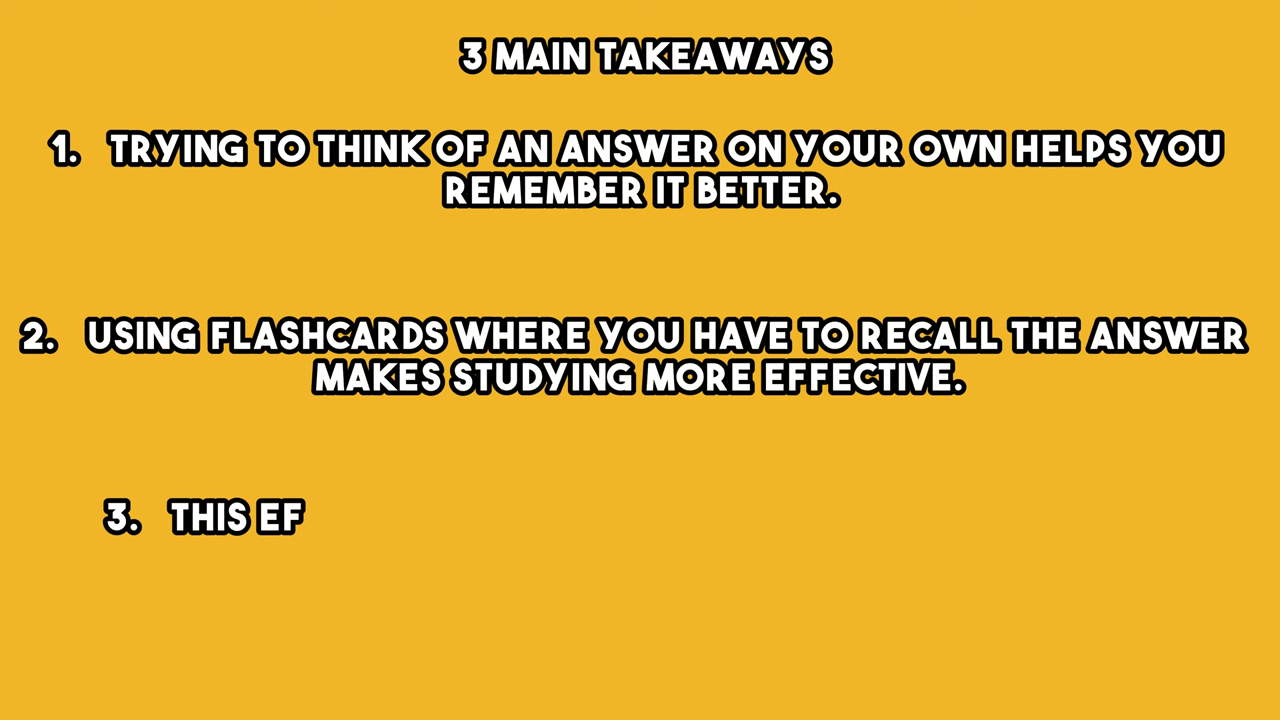 3 MAIN TAKEAWAYS
1. TRYING TO THINK OF AN ANSWER ON YOUR OWN HELPS YOU
REMEMBER IT BETTER.
2. USING FLASHCARDS WHERE YOU HAVE TO RECALL THE ANSWER
MAKES STUDYING MORE EFFECTIVE.
3. THIS EF